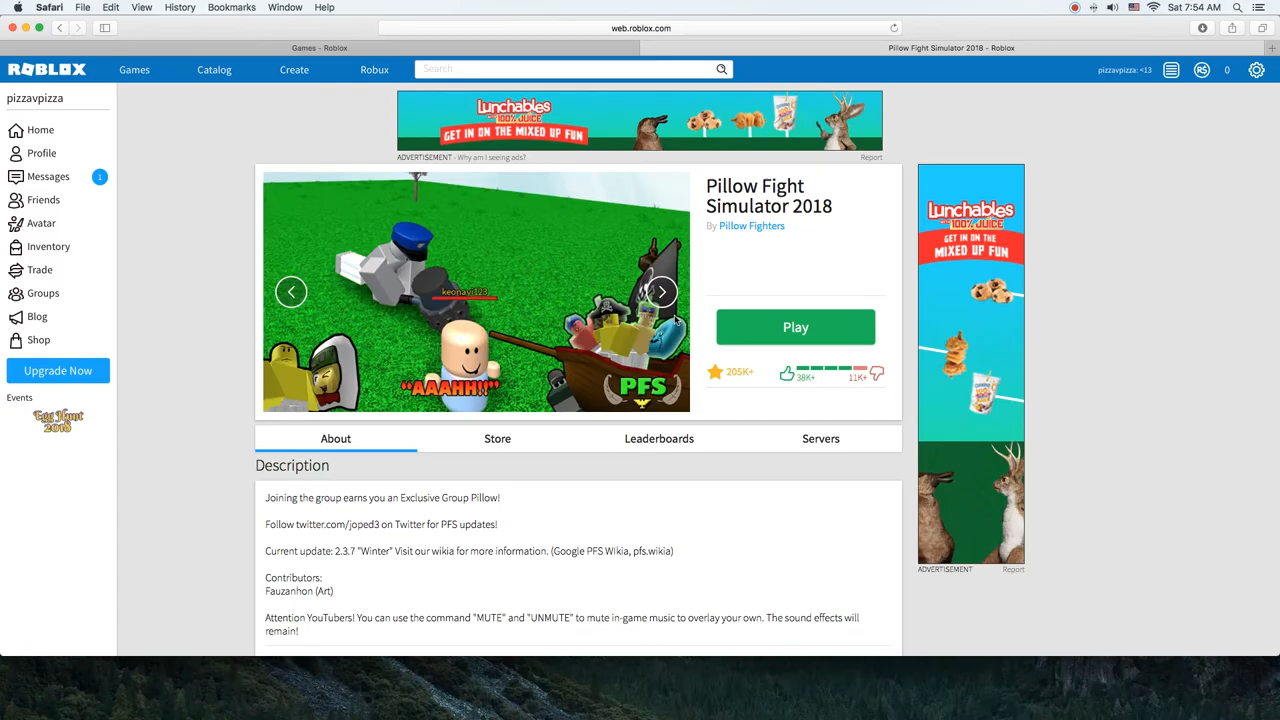 Safari File Edit View History Bookmarks Window Help Sat 7:54 AM
web.roblox.com
Games - Roblox Pillow Fight Simulator 2018 - Roblox
ROBLOX Games Catalog Create Robux Search pizzavpizza: <13 R$ 0
pizzavpizza
Home
Profile
Messages 1
Friends
Avatar
Inventory
Trade
Groups
Blog
Shop
Upgrade Now
Events
Egg Hunt
2018
Lunchables
with 100% JUICE
GET IN ON THE MIXED UP FUN
ADVERTISEMENT - Why am I seeing ads? Report
keonayi123
"AAAHH!!"
PFS
Pillow Fight
Simulator 2018
By Pillow Fighters
Play
205K+ 38K+ 11K+
About Store Leaderboards Servers
Description
Joining the group earns you an Exclusive Group Pillow!
Follow twitter.com/joped3 on Twitter for PFS updates!
Current update: 2.3.7 "Winter" Visit our wikia for more information. (Google PFS Wikia, pfs.wikia)
Contributors:
Fauzanhon (Art)
Attention YouTubers! You can use the command "MUTE" and "UNMUTE" to mute in-game music to overlay your own. The sound effects will
remain!
Lunchables
with 100% JUICE
GET IN ON THE
MIXED UP FUN
ADVERTISEMENT Report